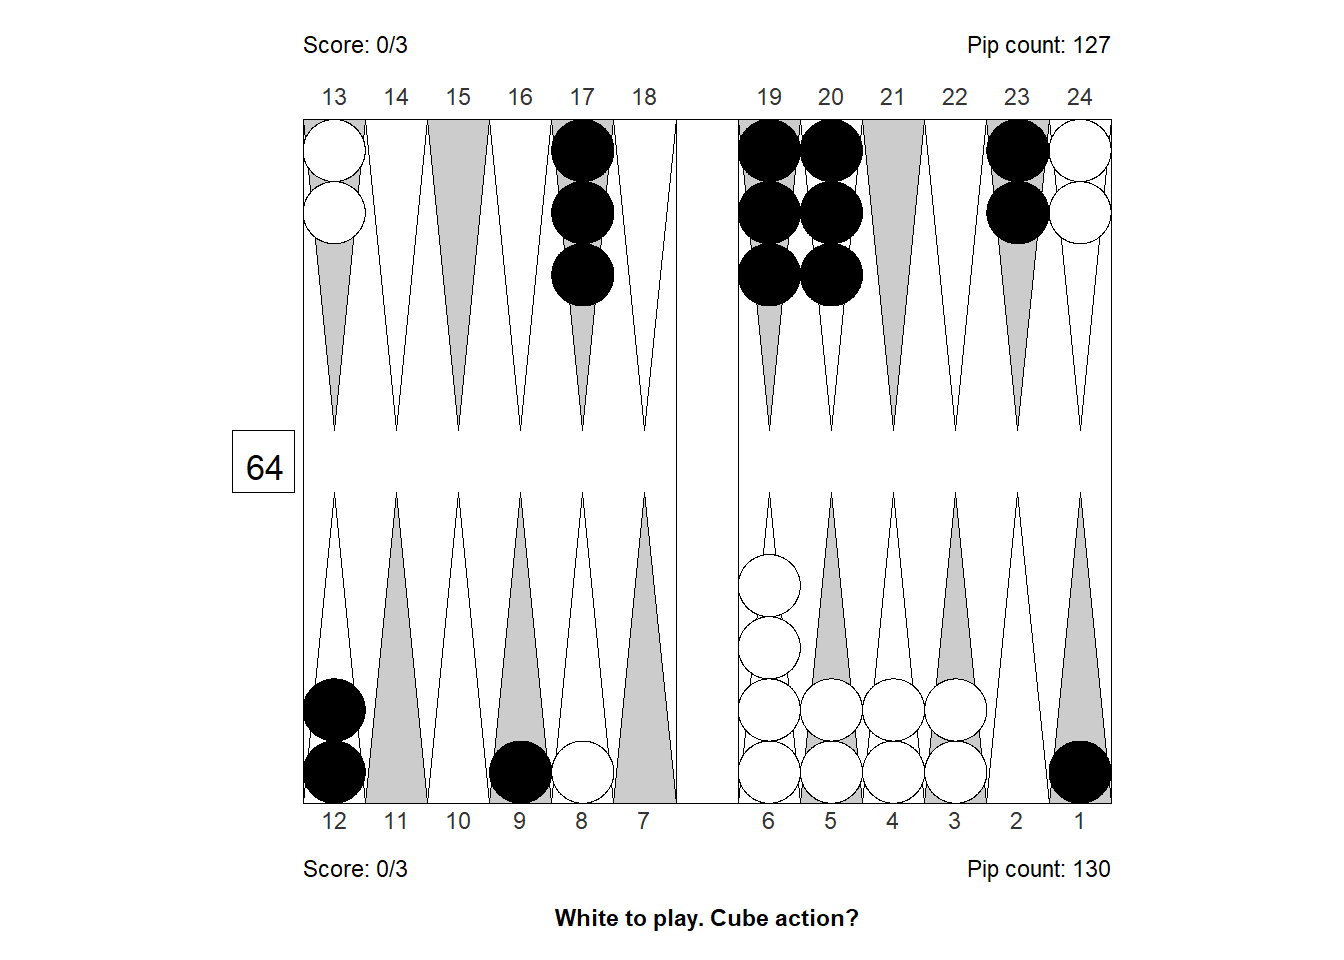 Score: 0/3 Pip count: 127
13 14 15 16 17 18 19 20 21 22 23 24
64
12 11 10 9 8 7 6 5 4 3 2 1
Score: 0/3 Pip count: 130
White to play. Cube action?